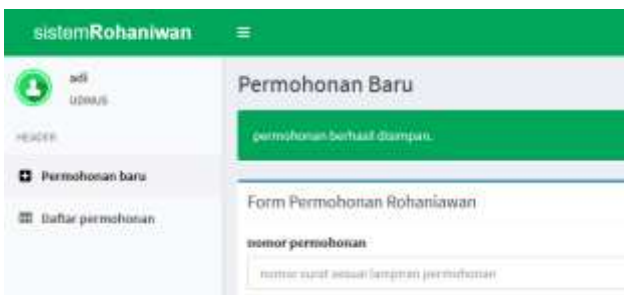 sistemRohaniwan
adi
UDINUS
HEADER
Permohonan baru
Daftar permohonan
Permohonan Baru
permohonan berhasil disimpan.
Form Permohonan Rohaniawan
nomor permohonan
nomor surat sesuai lampiran permohonan